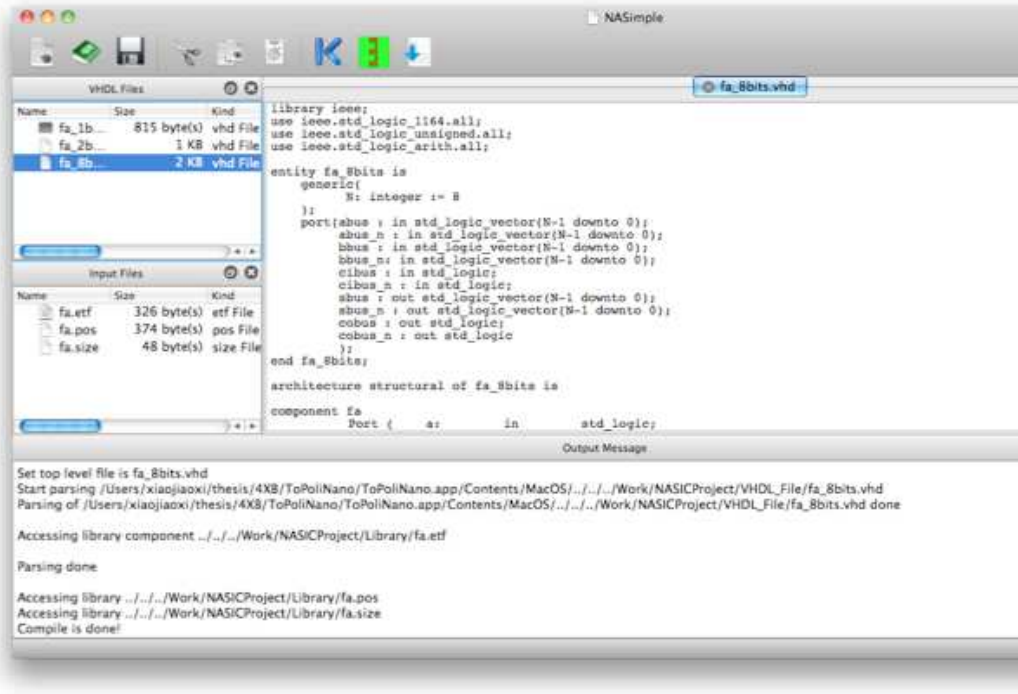 NASimple
VHDL Files
fa_8bits.vhd
Name Size Kind
fa_1b... 815 byte(s) vhd File
fa_2b... 1 KB vhd File
fa_8b... 2 KB vhd File
Input Files
Name Size Kind
fa.etf 326 byte(s) etf File
fa.pos 374 byte(s) pos File
fa.size 48 byte(s) size File
library ieee;
use ieee.std_logic_1164.all;
use ieee.std_logic_unsigned.all;
use ieee.std_logic_arith.all;
entity fa_8bits is
generic(
N: integer := 8
);
port(abus : in std_logic_vector(N-1 downto 0);
abus_n : in std_logic_vector(N-1 downto 0);
bbus : in std_logic_vector(N-1 downto 0);
bbus_n: in std_logic_vector(N-1 downto 0);
cibus : in std_logic;
cibus_n : in std_logic;
sbus : out std_logic_vector(N-1 downto 0);
sbus_n : out std_logic_vector(N-1 downto 0);
cobus : out std_logic;
cobus_n : out std_logic
);
end fa_8bits;
architecture structural of fa_8bits is
component fa
Port ( a: in std_logic;
Output Message
Set top level file is fa_8bits.vhd
Start parsing /Users/xiaojiaoxi/thesis/4XB/ToPoliNano/ToPoliNano.app/Contents/MacOS/../../../Work/NASICProject/VHDL_File/fa_8bits.vhd
Parsing of /Users/xiaojiaoxi/thesis/4XB/ToPoliNano/ToPoliNano.app/Contents/MacOS/../../../Work/NASICProject/VHDL_File/fa_8bits.vhd done
Accessing library component ../../../Work/NASICProject/Library/fa.etf
Parsing done
Accessing library ../../../Work/NASICProject/Library/fa.pos
Accessing library ../../../Work/NASICProject/Library/fa.size
Compile is done!